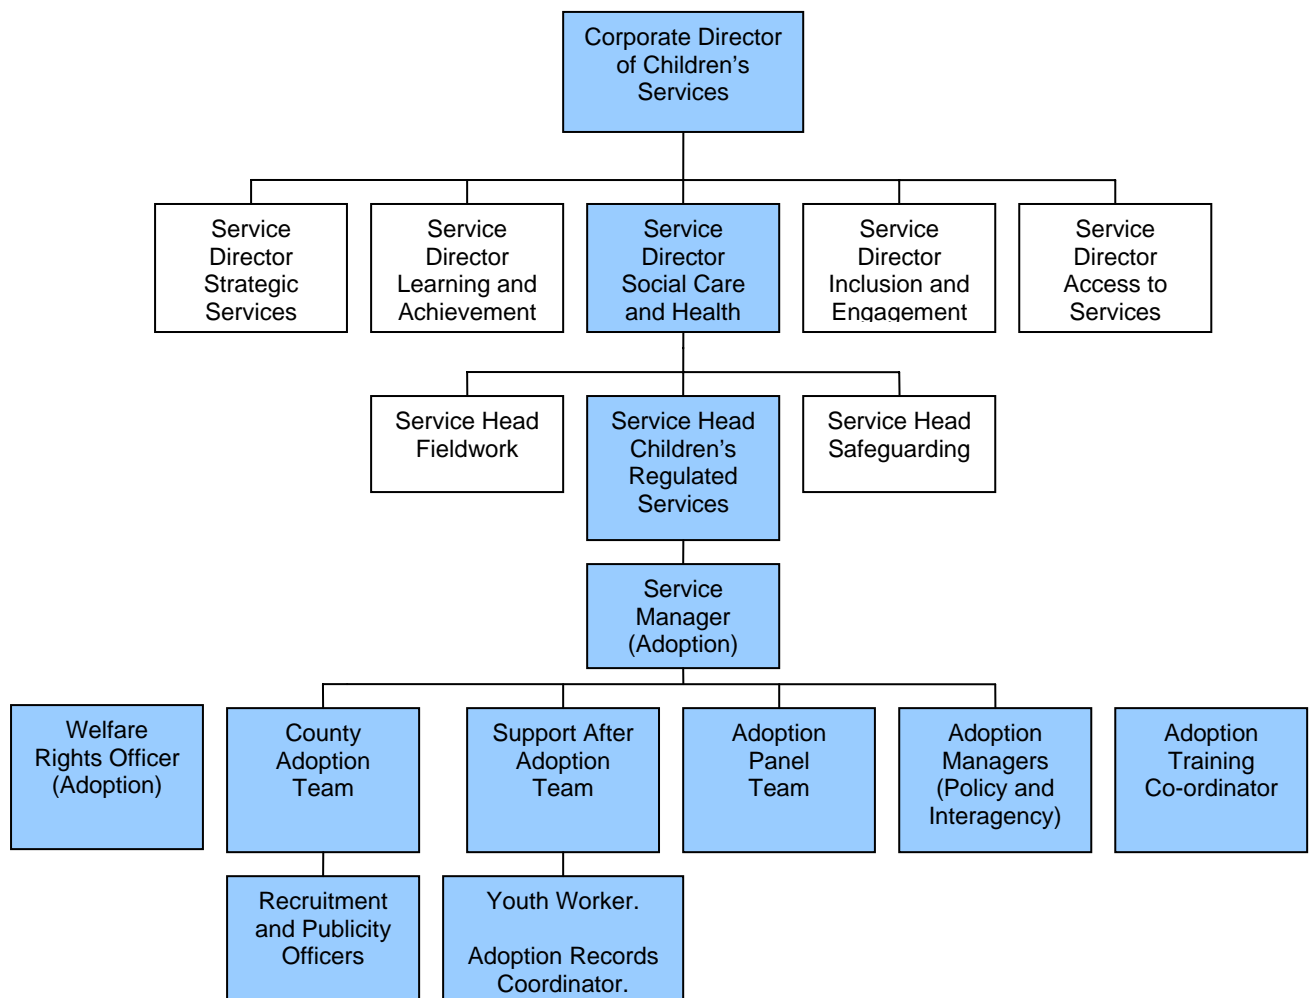 Corporate Director
of Children's
Services
Service
Director
Strategic
Services
Service
Director
Learning and
Achievement
Service
Director
Social Care
and Health
Service
Director
Inclusion and
Engagement
Service
Director
Access to
Services
Service Head
Fieldwork
Service Head
Children’s
Regulated
Services
Service Head
Safeguarding
Service
Manager
(Adoption)
Welfare
Rights Officer
(Adoption)
County
Adoption
Team
Support After
Adoption
Team
Adoption
Panel
Team
Adoption
Managers
(Policy and
Interagency)
Adoption
Training
Co-ordinator
Recruitment
and Publicity
Officers
Youth Worker.
Adoption Records
Coordinator.